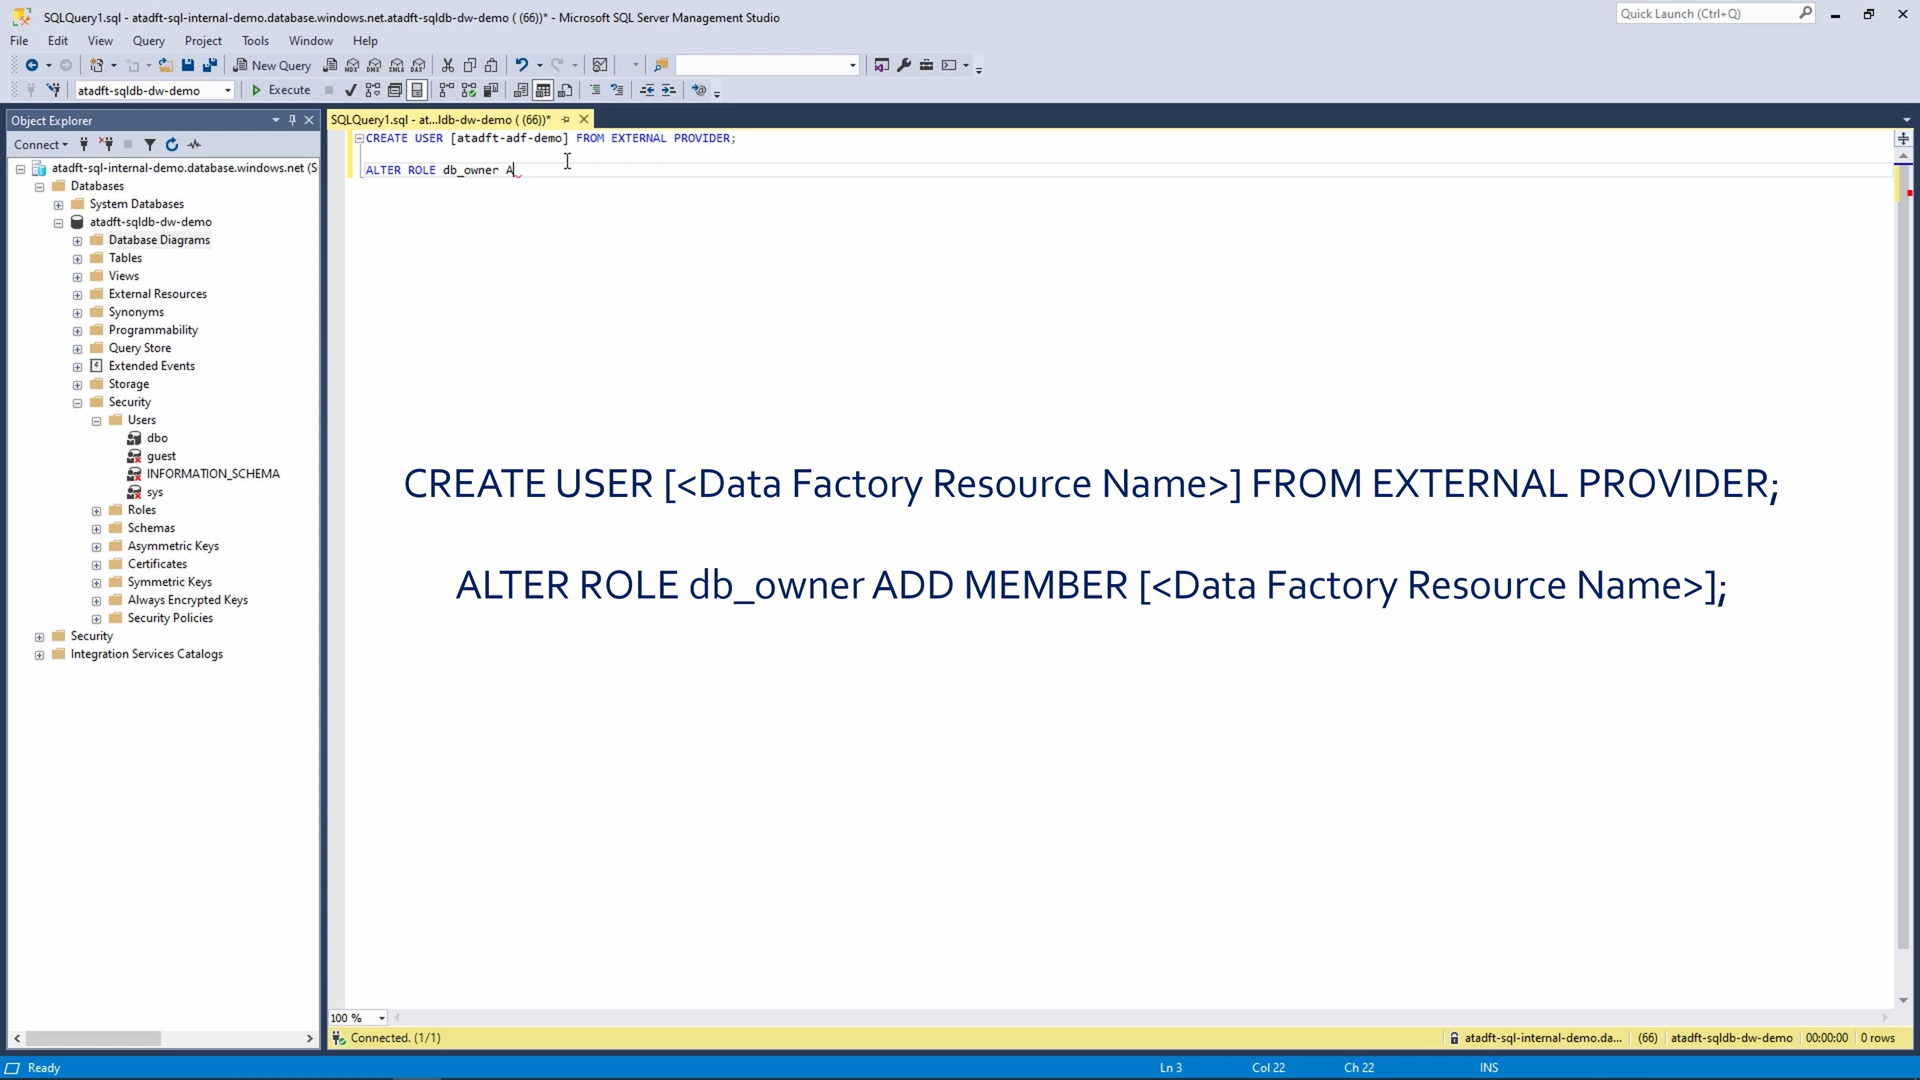 SQLQuery1.sql - atadft-sql-internal-demo.database.windows.net.atadft-sqldb-dw-demo ( (66))* - Microsoft SQL Server Management Studio
Quick Launch (Ctrl+Q)
File Edit View Query Project Tools Window Help
New Query
MDX DMX XMLA DAX
atadft-sqldb-dw-demo
Execute
Object Explorer
SQLQuery1.sql - at...ldb-dw-demo ( (66))*
Connect
CREATE USER [atadft-adf-demo] FROM EXTERNAL PROVIDER;
ALTER ROLE db_owner A
atadft-sql-internal-demo.database.windows.net (S
Databases
System Databases
atadft-sqldb-dw-demo
Database Diagrams
Tables
Views
External Resources
Synonyms
Programmability
Query Store
Extended Events
Storage
Security
Users
dbo
guest
INFORMATION_SCHEMA
sys
Roles
Schemas
Asymmetric Keys
Certificates
Symmetric Keys
Always Encrypted Keys
Security Policies
Security
Integration Services Catalogs
CREATE USER [<Data Factory Resource Name>] FROM EXTERNAL PROVIDER;
ALTER ROLE db_owner ADD MEMBER [<Data Factory Resource Name>];
100 %
Connected. (1/1)
atadft-sql-internal-demo.da... (66) atadft-sqldb-dw-demo 00:00:00 0 rows
Ready
Ln 3 Col 22 Ch 22 INS